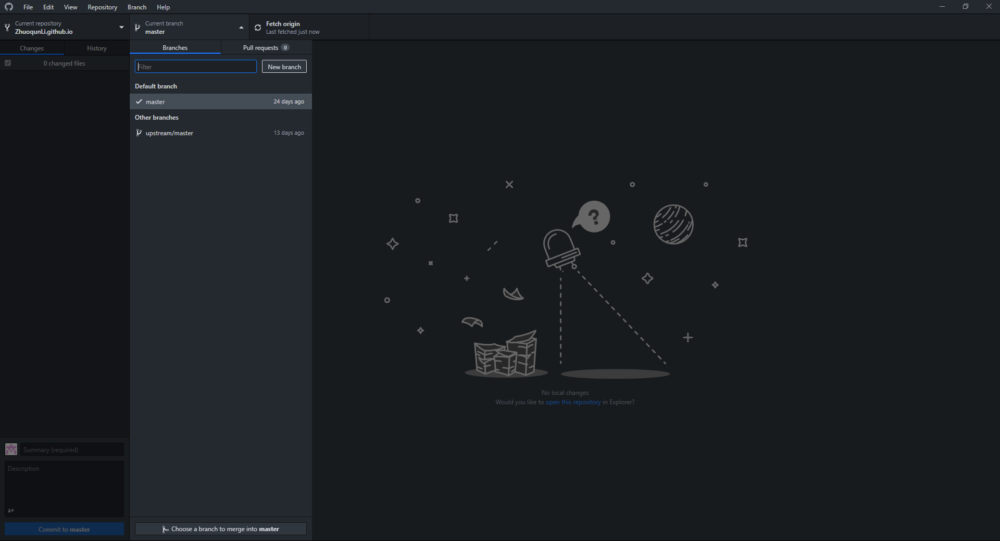 File Edit View Repository Branch Help
Current repository
ZhuoqunLi.github.io
Current branch
master
Fetch origin
Last fetched just now
Changes History
0 changed files
Branches Pull requests 0
Filter New branch
Default branch
master 24 days ago
Other branches
upstream/master 13 days ago
?
No local changes
Would you like to open this repository in Explorer?
Summary (required)
Description
Commit to master
Choose a branch to merge into master